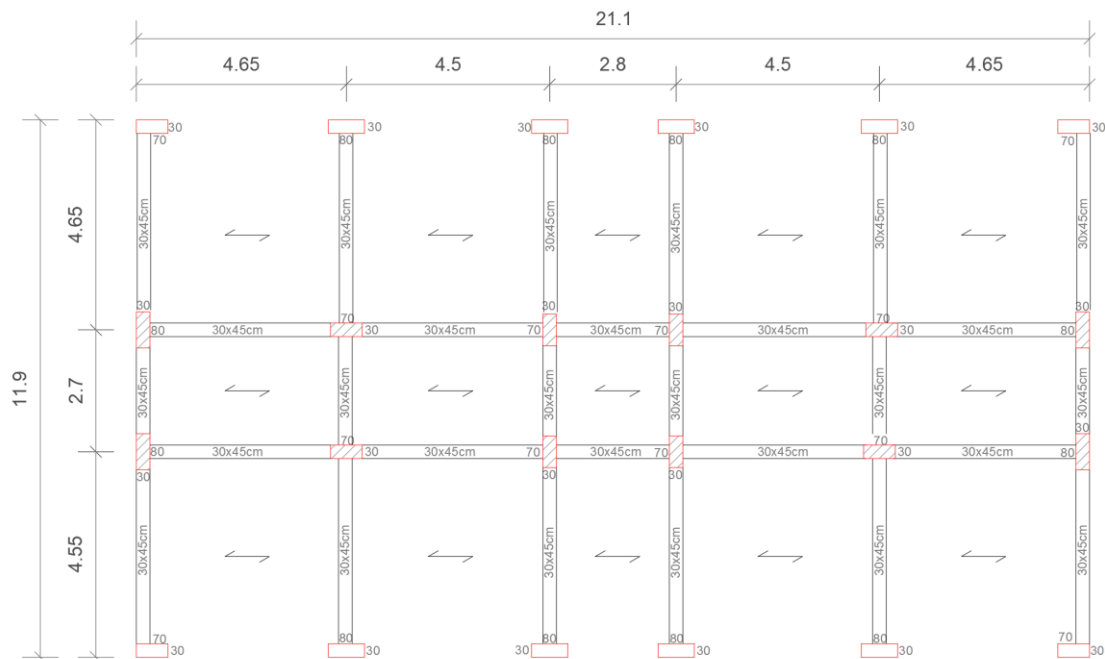 21.1
4.65 4.5 2.8 4.5 4.65
30 30 30 30 30 30
70 80 80 80 80 70
4.65
30x45cm 30x45cm 30x45cm 30x45cm 30x45cm 30x45cm
30 70 30 30 70 30
80 30x45cm 30 30x45cm 70 30x45cm 70 30x45cm 30 30x45cm 80
11.9
2.7
30x45cm 30x45cm 30x45cm 30x45cm 30x45cm 30x45cm
70 70 30
80 30x45cm 30 30x45cm 70 30x45cm 70 30x45cm 30 30x45cm 80
30 30 30
4.55
30x45cm 30x45cm 30x45cm 30x45cm 30x45cm 30x45cm
70 80 80 80 80 70
30 30 30 30 30 30